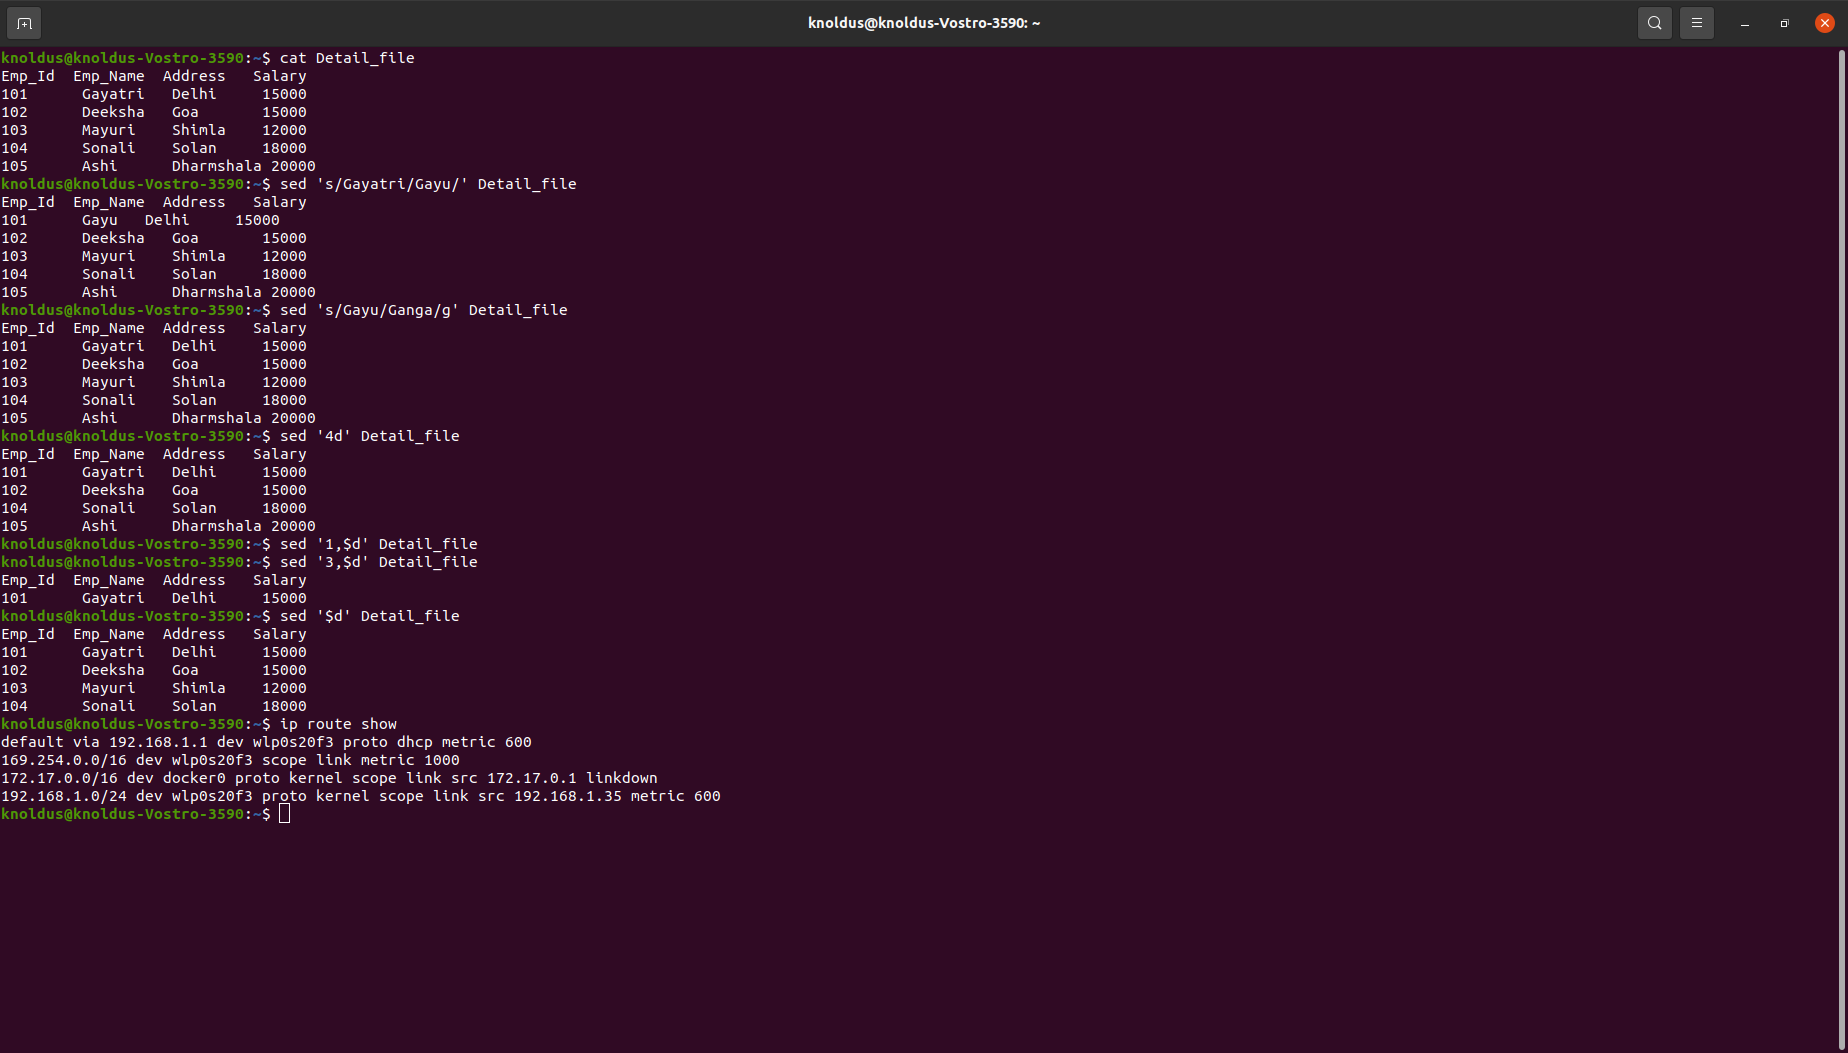 knoldus@knoldus-Vostro-3590: ~
knoldus@knoldus-Vostro-3590:~$ cat Detail_file
Emp_Id  Emp_Name  Address   Salary
101      Gayatri   Delhi     15000
102      Deeksha   Goa       15000
103      Mayuri    Shimla    12000
104      Sonali    Solan     18000
105      Ashi      Dharmshala 20000
knoldus@knoldus-Vostro-3590:~$ sed 's/Gayatri/Gayu/' Detail_file
Emp_Id  Emp_Name  Address   Salary
101      Gayu   Delhi     15000
102      Deeksha   Goa       15000
103      Mayuri    Shimla    12000
104      Sonali    Solan     18000
105      Ashi      Dharmshala 20000
knoldus@knoldus-Vostro-3590:~$ sed 's/Gayu/Ganga/g' Detail_file
Emp_Id  Emp_Name  Address   Salary
101      Gayatri   Delhi     15000
102      Deeksha   Goa       15000
103      Mayuri    Shimla    12000
104      Sonali    Solan     18000
105      Ashi      Dharmshala 20000
knoldus@knoldus-Vostro-3590:~$ sed '4d' Detail_file
Emp_Id  Emp_Name  Address   Salary
101      Gayatri   Delhi     15000
102      Deeksha   Goa       15000
104      Sonali    Solan     18000
105      Ashi      Dharmshala 20000
knoldus@knoldus-Vostro-3590:~$ sed '1,$d' Detail_file
knoldus@knoldus-Vostro-3590:~$ sed '3,$d' Detail_file
Emp_Id  Emp_Name  Address   Salary
101      Gayatri   Delhi     15000
knoldus@knoldus-Vostro-3590:~$ sed '$d' Detail_file
Emp_Id  Emp_Name  Address   Salary
101      Gayatri   Delhi     15000
102      Deeksha   Goa       15000
103      Mayuri    Shimla    12000
104      Sonali    Solan     18000
knoldus@knoldus-Vostro-3590:~$ ip route show
default via 192.168.1.1 dev wlp0s20f3 proto dhcp metric 600
169.254.0.0/16 dev wlp0s20f3 scope link metric 1000
172.17.0.0/16 dev docker0 proto kernel scope link src 172.17.0.1 linkdown
192.168.1.0/24 dev wlp0s20f3 proto kernel scope link src 192.168.1.35 metric 600
knoldus@knoldus-Vostro-3590:~$